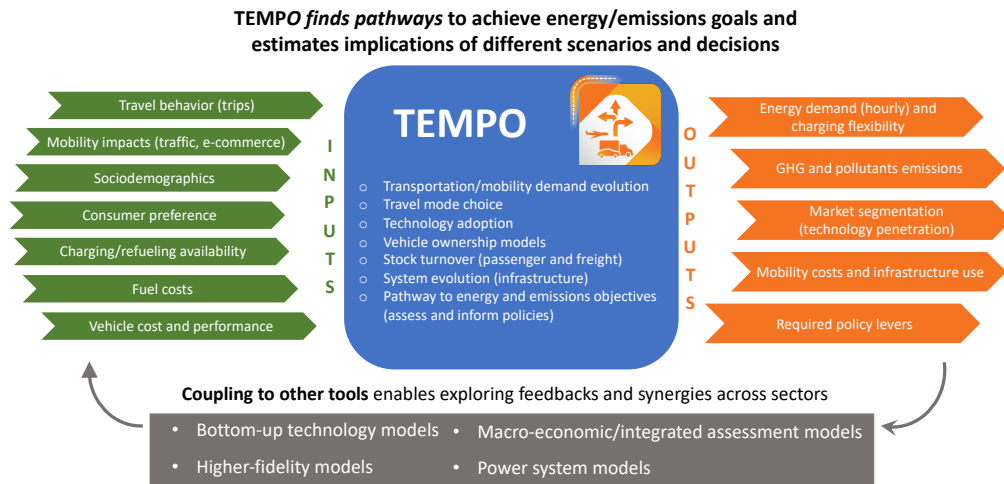 TEMPO finds pathways to achieve energy/emissions goals and
estimates implications of different scenarios and decisions
Travel behavior (trips)
Mobility impacts (traffic, e-commerce)
Sociodemographics
Consumer preference
Charging/refueling availability
Fuel costs
Vehicle cost and performance
INPUTS
TEMPO
o Transportation/mobility demand evolution
o Travel mode choice
o Technology adoption
o Vehicle ownership models
o Stock turnover (passenger and freight)
o System evolution (infrastructure)
o Pathway to energy and emissions objectives
(assess and inform policies)
OUTPUTS
Energy demand (hourly) and
charging flexibility
GHG and pollutants emissions
Market segmentation
(technology penetration)
Mobility costs and infrastructure use
Required policy levers
Coupling to other tools enables exploring feedbacks and synergies across sectors
• Bottom-up technology models
• Higher-fidelity models
• Macro-economic/integrated assessment models
• Power system models